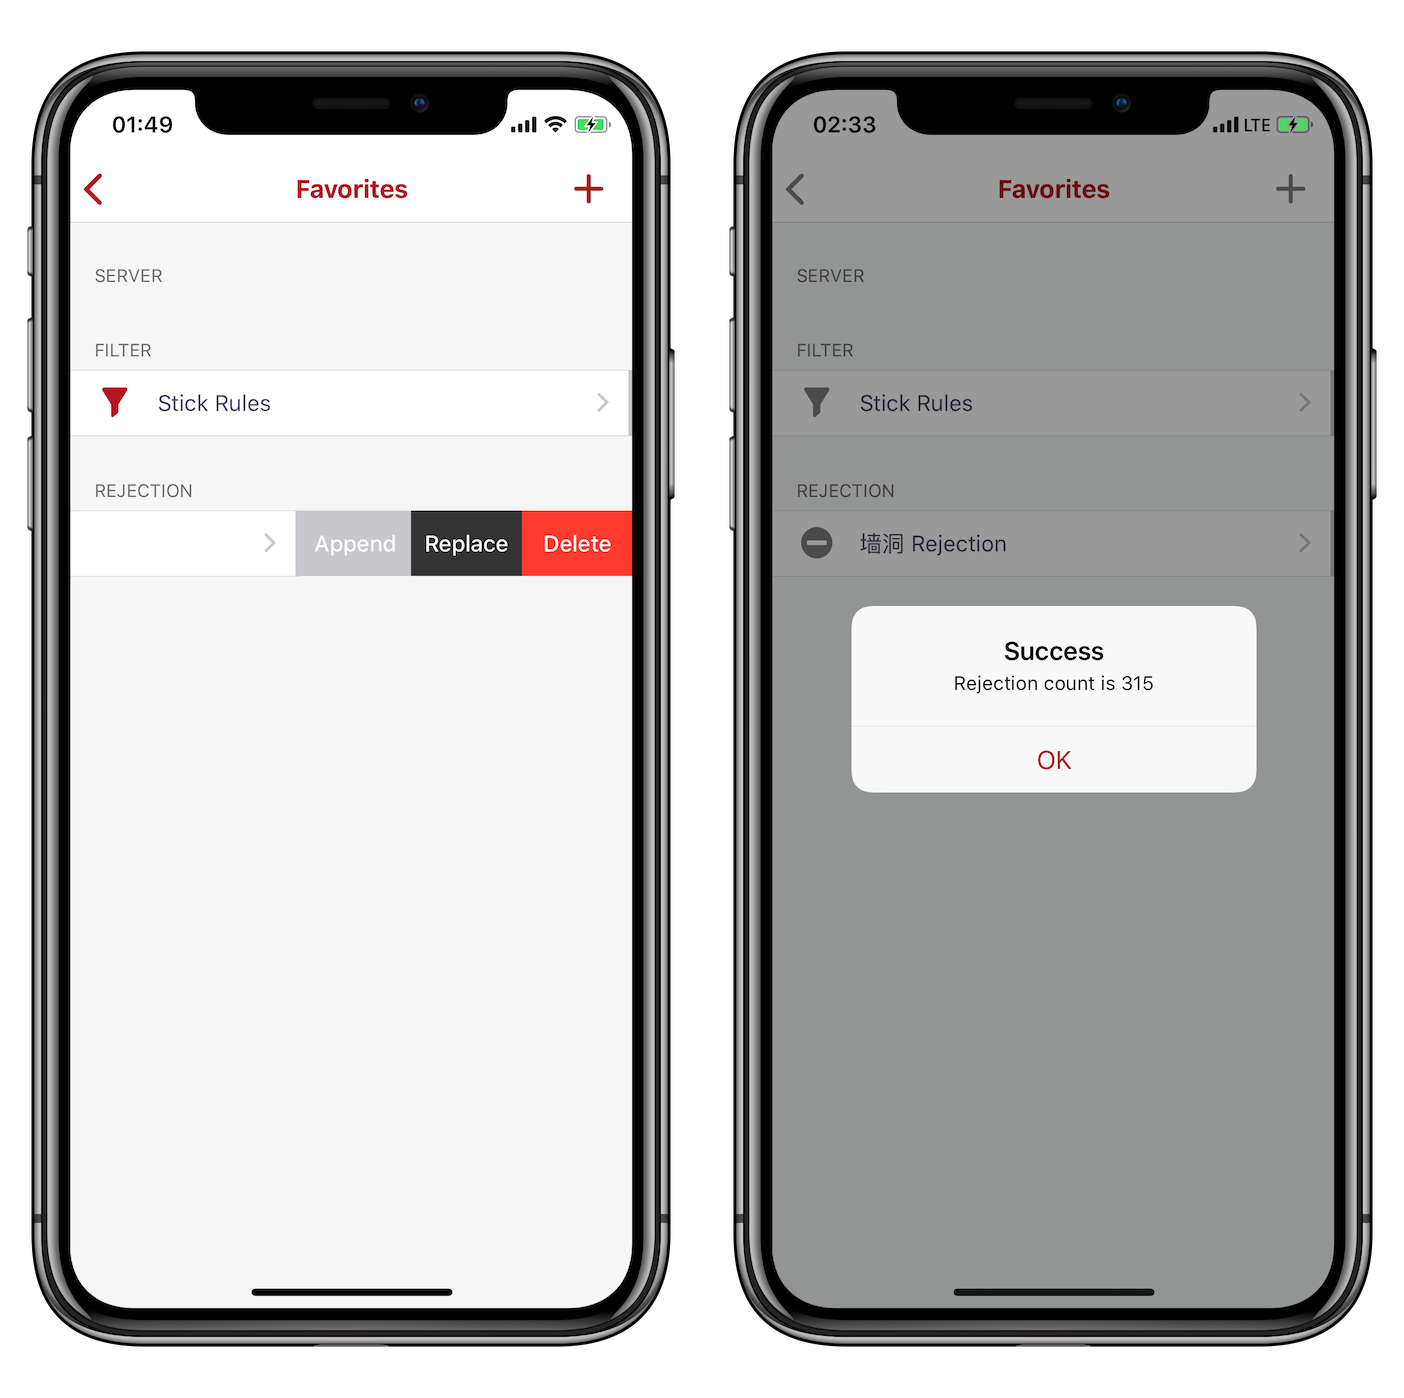 01:49
Favorites
SERVER
FILTER
Stick Rules
REJECTION
Append Replace Delete
02:33 LTE
Favorites
SERVER
FILTER
Stick Rules
REJECTION
墙洞 Rejection
Success
Rejection count is 315
OK